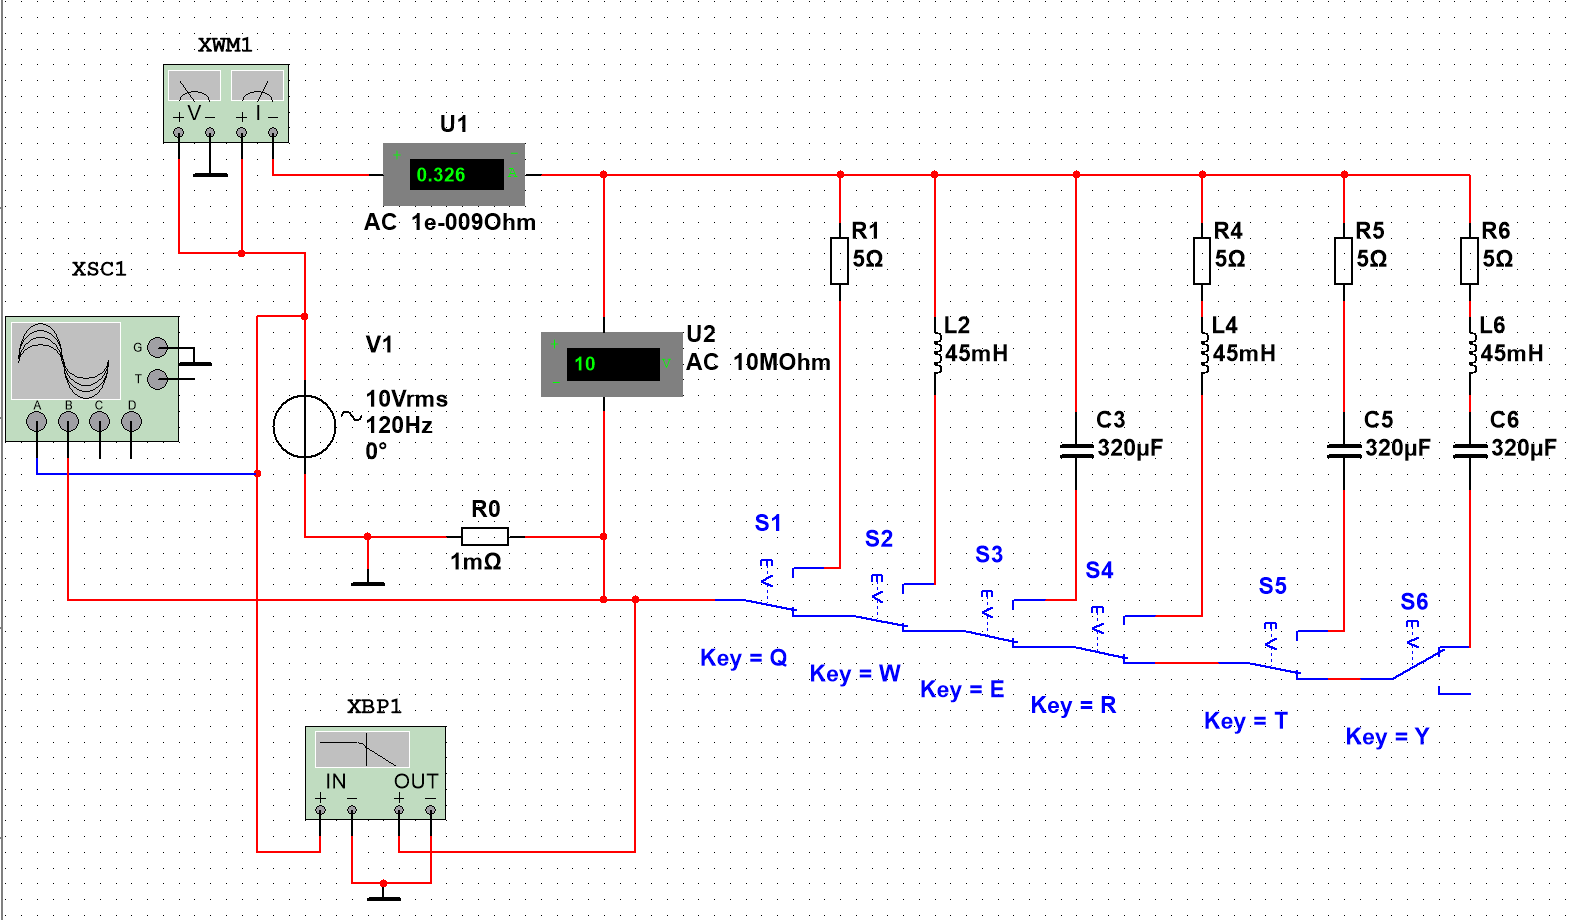 XWM1
V I
+ - + -
U1
+ -
0.326 A
AC 1e-009Ohm
XSC1
G
T
A B C D
V1
10Vrms
120Hz
0°
U2
+
10 V
-
AC 10MOhm
R0
1mΩ
R1
5Ω
L2
45mH
C3
320µF
R4
5Ω
L4
45mH
R5
5Ω
C5
320µF
R6
5Ω
L6
45mH
C6
320µF
S1
Key = Q
S2
Key = W
S3
Key = E
S4
Key = R
S5
Key = T
S6
Key = Y
XBP1
IN OUT
+ - + -